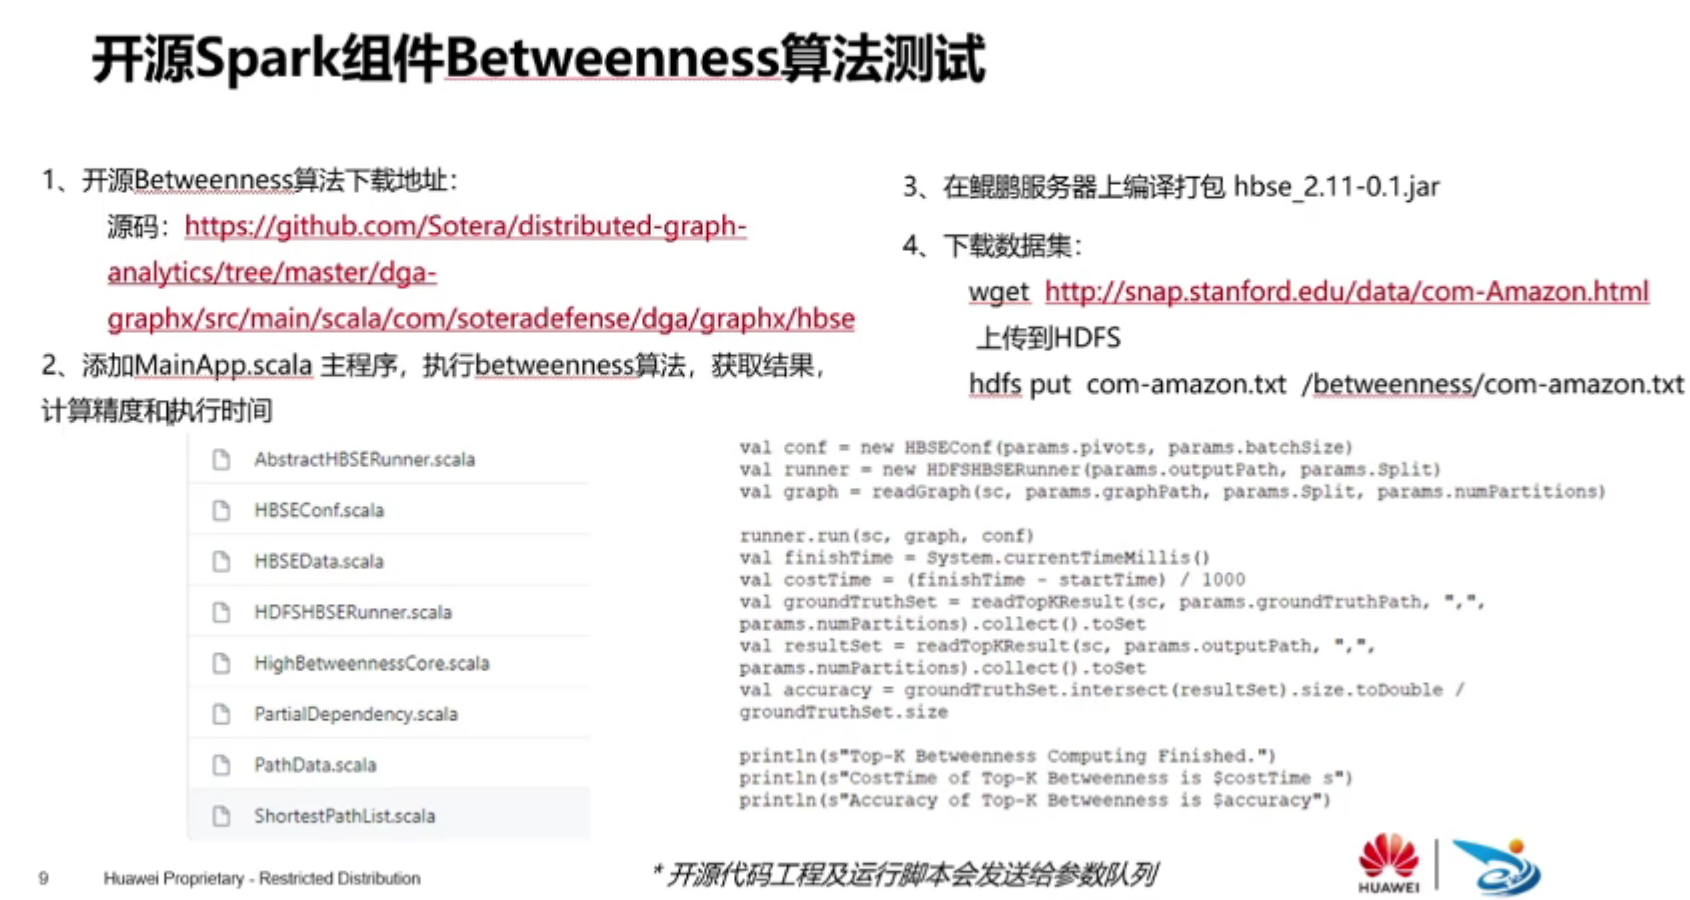 开源Spark组件Betweenness算法测试
1、开源Betweenness算法下载地址：
源码：https://github.com/Sotera/distributed-graph-
analytics/tree/master/dga-
graphx/src/main/scala/com/soteradefense/dga/graphx/hbse
2、添加MainApp.scala 主程序，执行betweenness算法，获取结果，
计算精度和执行时间
AbstractHBSERunner.scala
HBSEConf.scala
HBSEData.scala
HDFSHBSERunner.scala
HighBetweennessCore.scala
PartialDependency.scala
PathData.scala
ShortestPathList.scala
3、在鲲鹏服务器上编译打包 hbse_2.11-0.1.jar
4、下载数据集：
wget http://snap.stanford.edu/data/com-Amazon.html
上传到HDFS
hdfs put com-amazon.txt /betweenness/com-amazon.txt
val conf = new HBSEConf(params.pivots, params.batchSize)
val runner = new HDFSHBSERunner(params.outputPath, params.Split)
val graph = readGraph(sc, params.graphPath, params.Split, params.numPartitions)
runner.run(sc, graph, conf)
val finishTime = System.currentTimeMillis()
val costTime = (finishTime - startTime) / 1000
val groundTruthSet = readTopKResult(sc, params.groundTruthPath, ",",
params.numPartitions).collect().toSet
val resultSet = readTopKResult(sc, params.outputPath, ",",
params.numPartitions).collect().toSet
val accuracy = groundTruthSet.intersect(resultSet).size.toDouble /
groundTruthSet.size
println(s"Top-K Betweenness Computing Finished.")
println(s"CostTime of Top-K Betweenness is $costTime s")
println(s"Accuracy of Top-K Betweenness is $accuracy")
* 开源代码工程及运行脚本会发送给参数队列
9 Huawei Proprietary - Restricted Distribution
HUAWEI